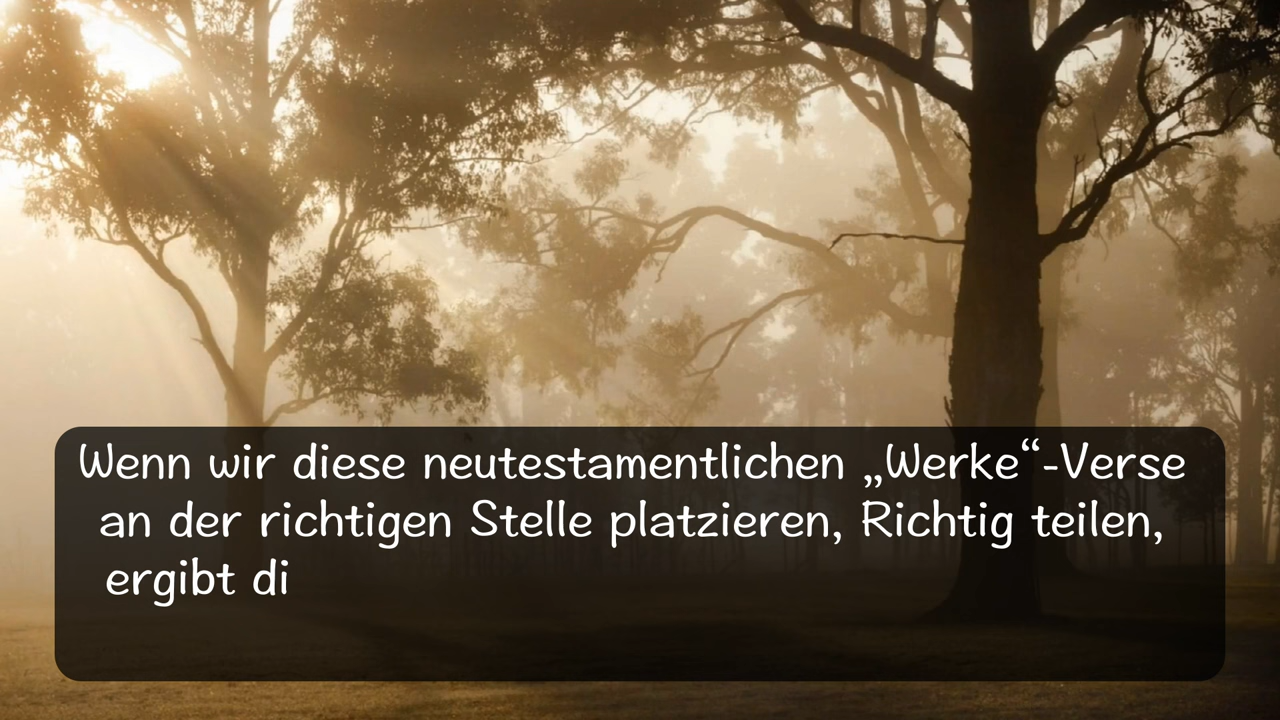 Wenn wir diese neutestamentlichen „Werke“-Verse
an der richtigen Stelle platzieren, Richtig teilen,
ergibt di